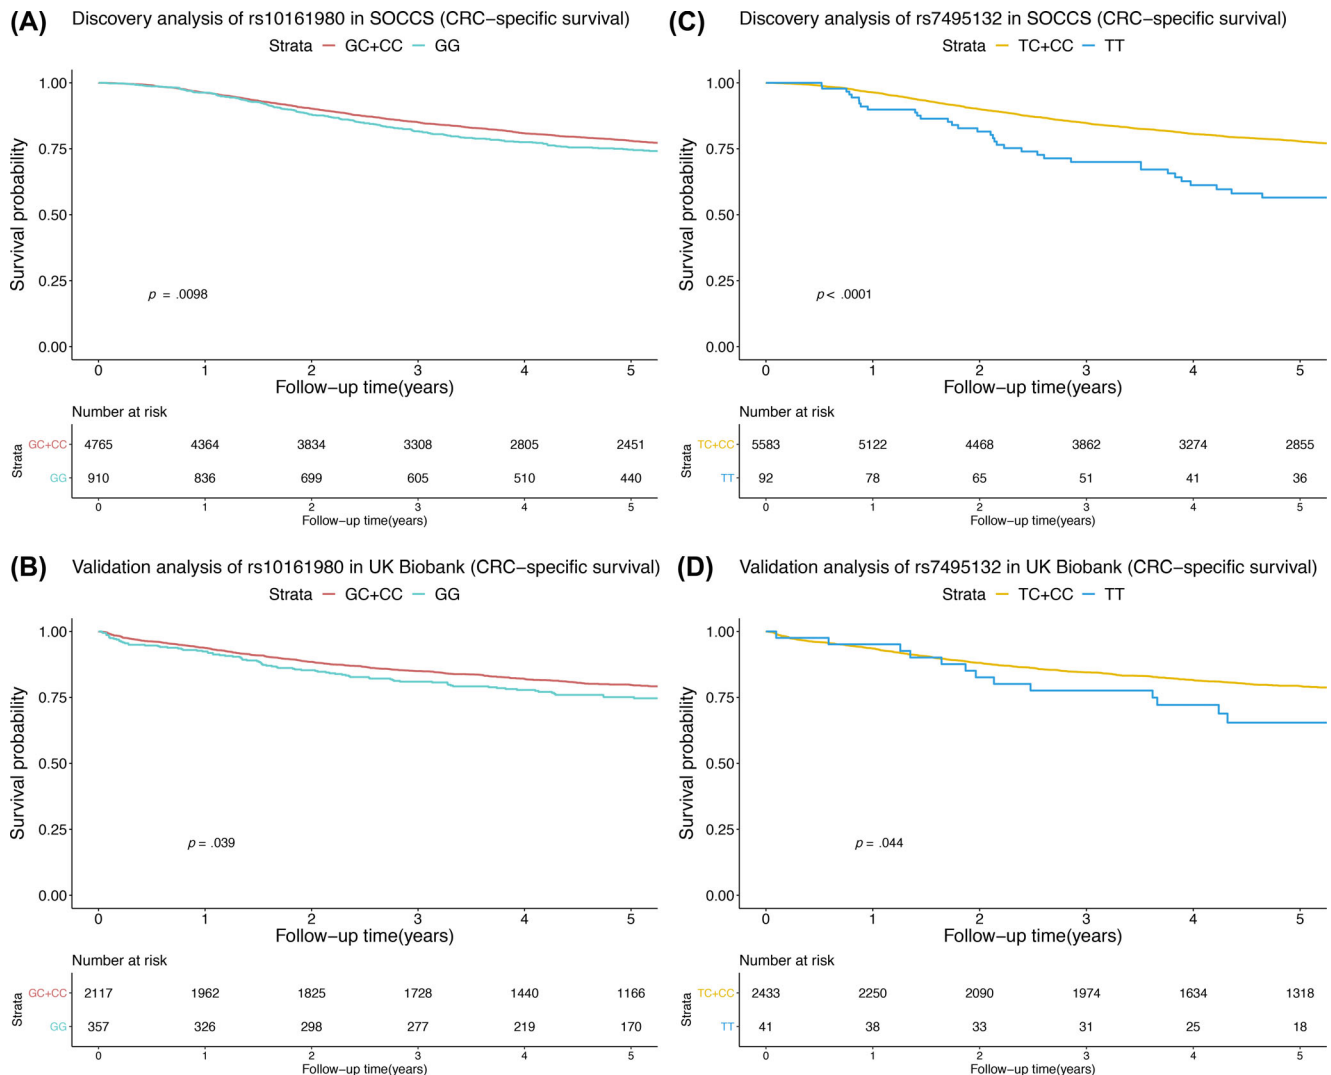 (A) Discovery analysis of rs10161980 in SOCCS (CRC−specific survival)
Strata GC+CC GG
1.00
0.75
0.50
0.25
0.00
Survival probability
p = .0098
0 1 2 3 4 5
Follow−up time(years)
Number at risk
Strata
GC+CC 4765 4364 3834 3308 2805 2451
GG 910 836 699 605 510 440
0 1 2 3 4 5
Follow−up time(years)
(C) Discovery analysis of rs7495132 in SOCCS (CRC−specific survival)
Strata TC+CC TT
1.00
0.75
0.50
0.25
0.00
Survival probability
p < .0001
0 1 2 3 4 5
Follow−up time(years)
Number at risk
Strata
TC+CC 5583 5122 4468 3862 3274 2855
TT 92 78 65 51 41 36
0 1 2 3 4 5
Follow−up time(years)
(B) Validation analysis of rs10161980 in UK Biobank (CRC−specific survival)
Strata GC+CC GG
1.00
0.75
0.50
0.25
0.00
Survival probability
p = .039
0 1 2 3 4 5
Follow−up time(years)
Number at risk
Strata
GC+CC 2117 1962 1825 1728 1440 1166
GG 357 326 298 277 219 170
0 1 2 3 4 5
Follow−up time(years)
(D) Validation analysis of rs7495132 in UK Biobank (CRC−specific survival)
Strata TC+CC TT
1.00
0.75
0.50
0.25
0.00
Survival probability
p = .044
0 1 2 3 4 5
Follow−up time(years)
Number at risk
Strata
TC+CC 2433 2250 2090 1974 1634 1318
TT 41 38 33 31 25 18
0 1 2 3 4 5
Follow−up time(years)